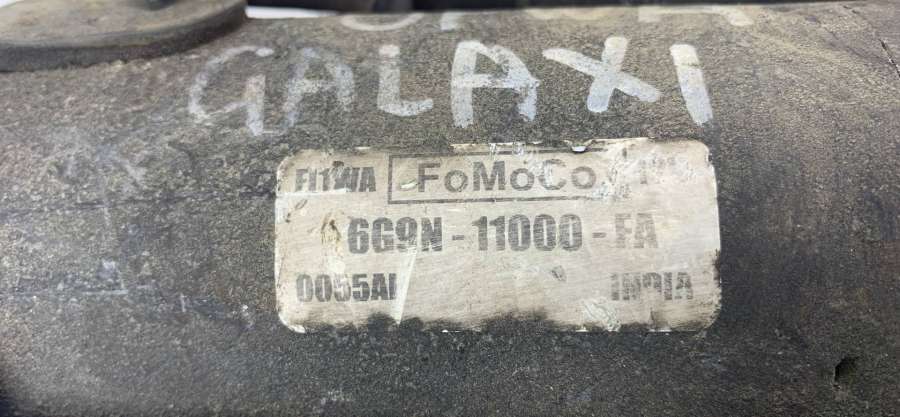 GALAXI
FoMoCo
6G9N-11000-FA
0055AI
INDIA